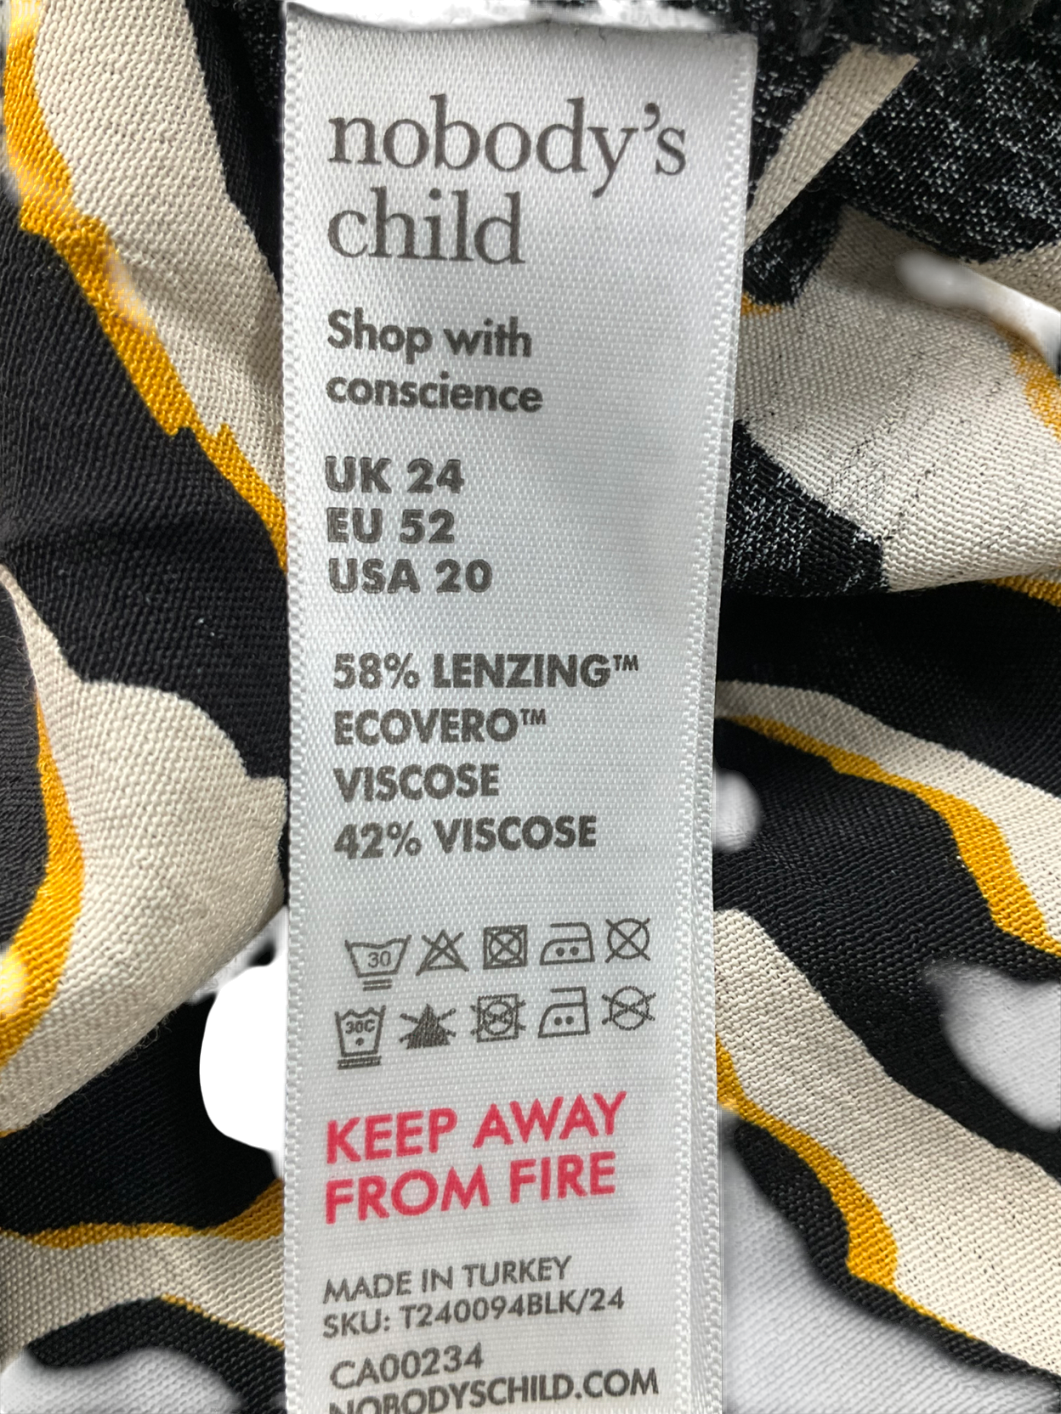 nobody's
child
Shop with
conscience
UK 24
EU 52
USA 20
58% LENZING™
ECOVERO™
VISCOSE
42% VISCOSE
30
30C
KEEP AWAY
FROM FIRE
MADE IN TURKEY
SKU: T240094BLK/24
CA00234
NOBODYSCHILD.COM